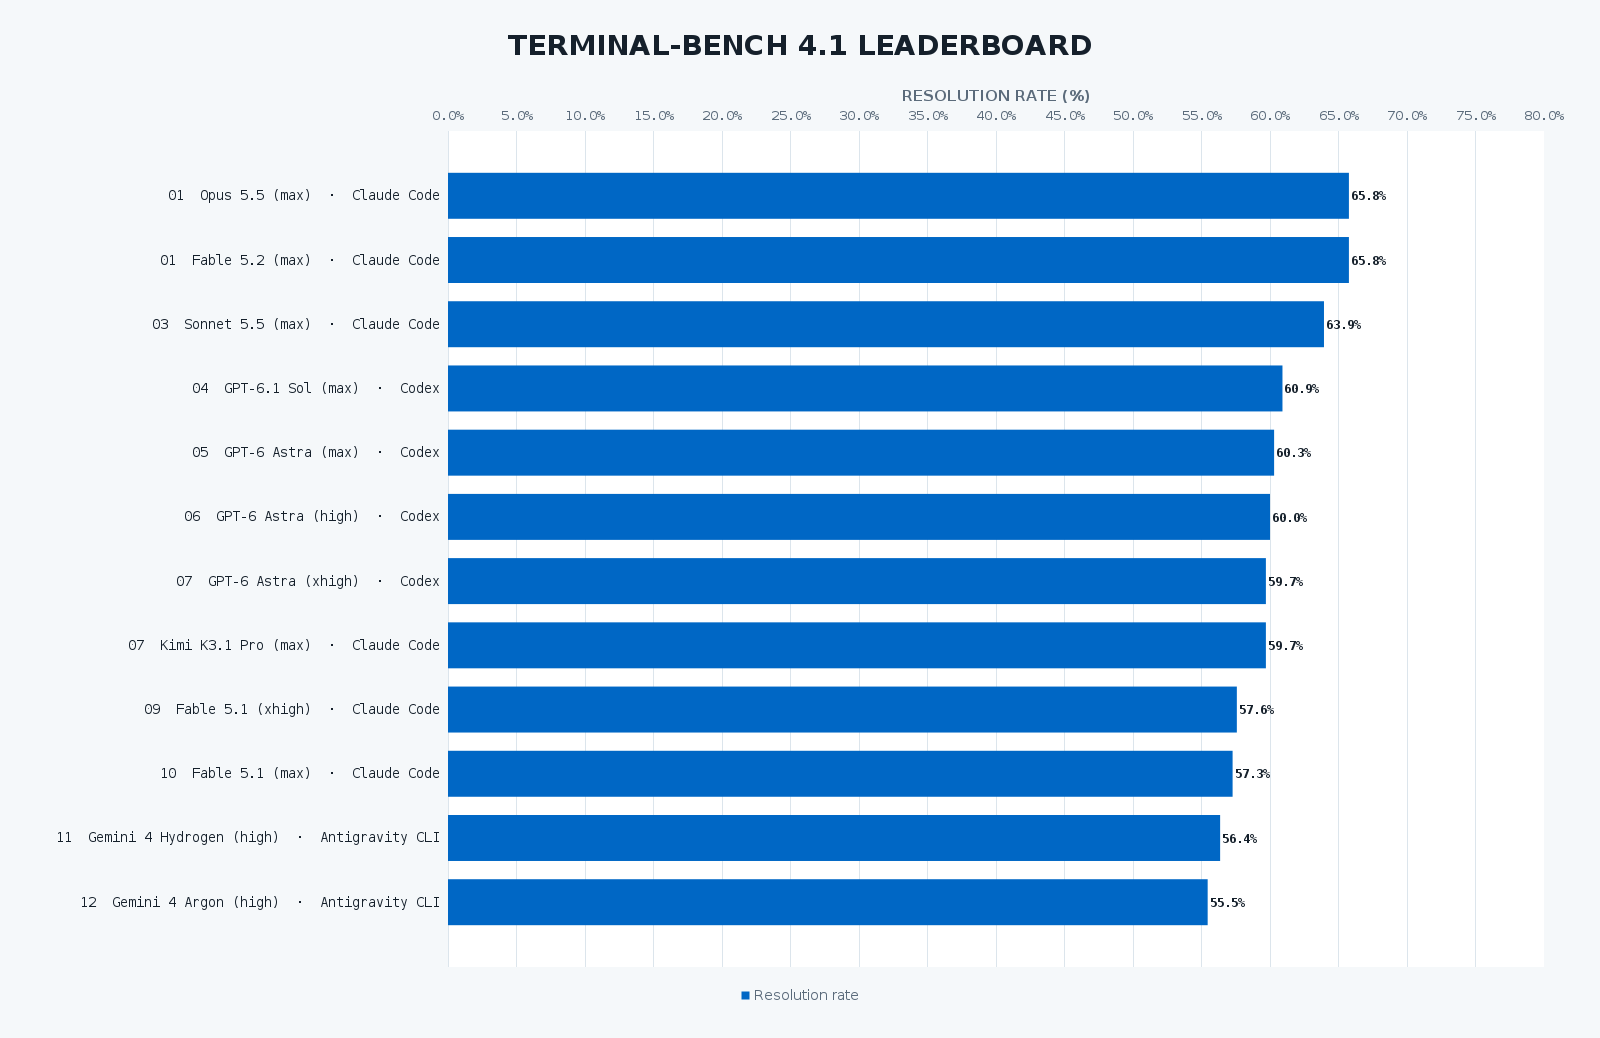 TERMINAL-BENCH 4.1 LEADERBOARD
RESOLUTION RATE (%)
0.0% 5.0% 10.0% 15.0% 20.0% 25.0% 30.0% 35.0% 40.0% 45.0% 50.0% 55.0% 60.0% 65.0% 70.0% 75.0% 80.0%
01 Opus 5.5 (max) · Claude Code 65.8%
01 Fable 5.2 (max) · Claude Code 65.8%
03 Sonnet 5.5 (max) · Claude Code 63.9%
04 GPT-6.1 Sol (max) · Codex 60.9%
05 GPT-6 Astra (max) · Codex 60.3%
06 GPT-6 Astra (high) · Codex 60.0%
07 GPT-6 Astra (xhigh) · Codex 59.7%
07 Kimi K3.1 Pro (max) · Claude Code 59.7%
09 Fable 5.1 (xhigh) · Claude Code 57.6%
10 Fable 5.1 (max) · Claude Code 57.3%
11 Gemini 4 Hydrogen (high) · Antigravity CLI 56.4%
12 Gemini 4 Argon (high) · Antigravity CLI 55.5%
Resolution rate